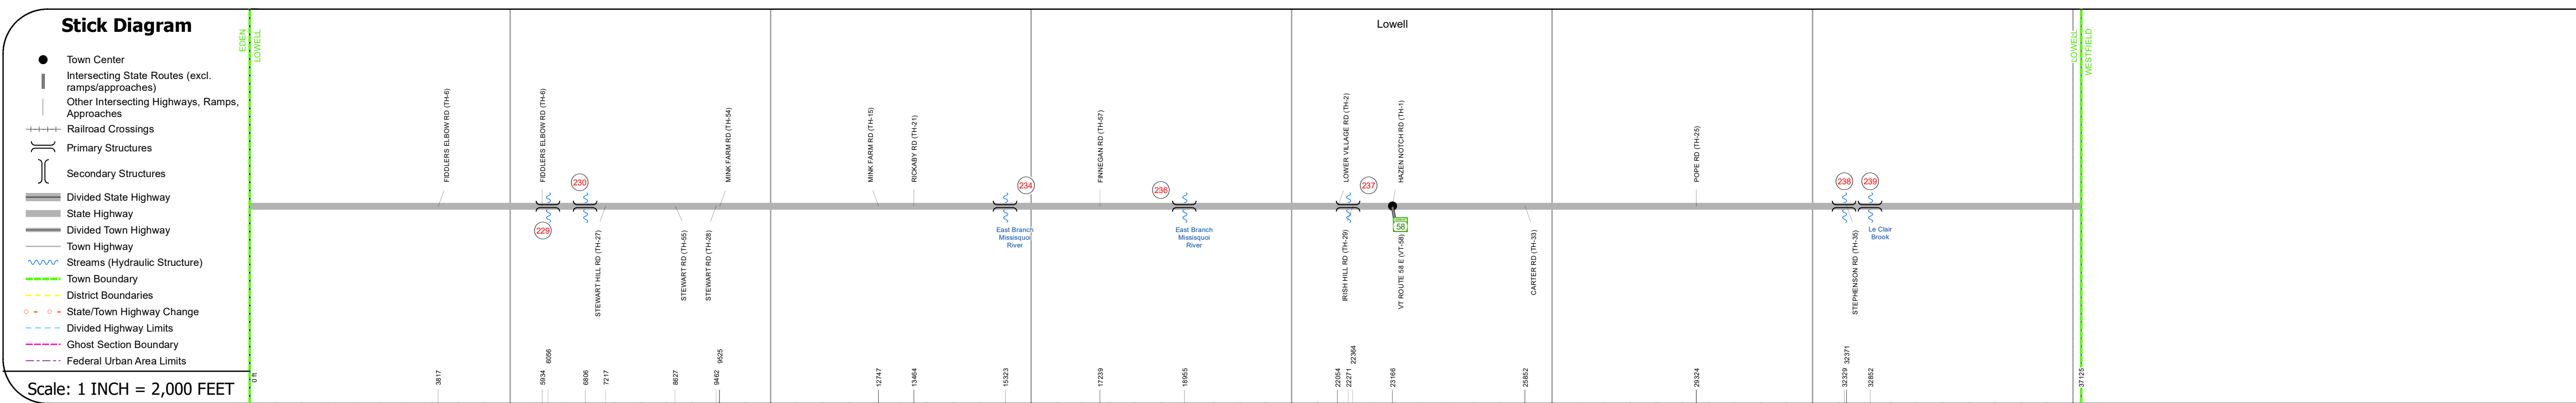 Stick Diagram
Town Center
Intersecting State Routes (excl.
ramps/approaches)
Other Intersecting Highways, Ramps,
Approaches
Railroad Crossings
Primary Structures
Secondary Structures
Divided State Highway
State Highway
Divided Town Highway
Town Highway
Streams (Hydraulic Structure)
Town Boundary
District Boundaries
State/Town Highway Change
Divided Highway Limits
Ghost Section Boundary
Federal Urban Area Limits
Scale: 1 INCH = 2,000 FEET
EDEN
LOWELL
Lowell
LOWELL
WESTFIELD
FIDDLERS ELBOW RD (TH-6)
FIDDLERS ELBOW RD (TH-6)
MINK FARM RD (TH-54)
MINK FARM RD (TH-15)
RICKABY RD (TH-21)
FINNEGAN RD (TH-57)
LOWER VILLAGE RD (TH-2)
HAZEN NOTCH RD (TH-1)
POPE RD (TH-25)
229
230
234
236
237
58
238
239
STEWART HILL RD (TH-27)
STEWART RD (TH-55)
STEWART RD (TH-28)
East Branch
Missisquoi
River
East Branch
Missisquoi
River
IRISH HILL RD (TH-29)
VT ROUTE 58 E (VT-58)
CARTER RD (TH-33)
STEPHENSON RD (TH-35)
Le Clair
Brook
0 ft
3817
5934
6056
6806
7217
8627
9462
9525
12747
13464
15323
17239
18955
22054
22271
22364
23166
25852
29324
32329
32371
32852
37125